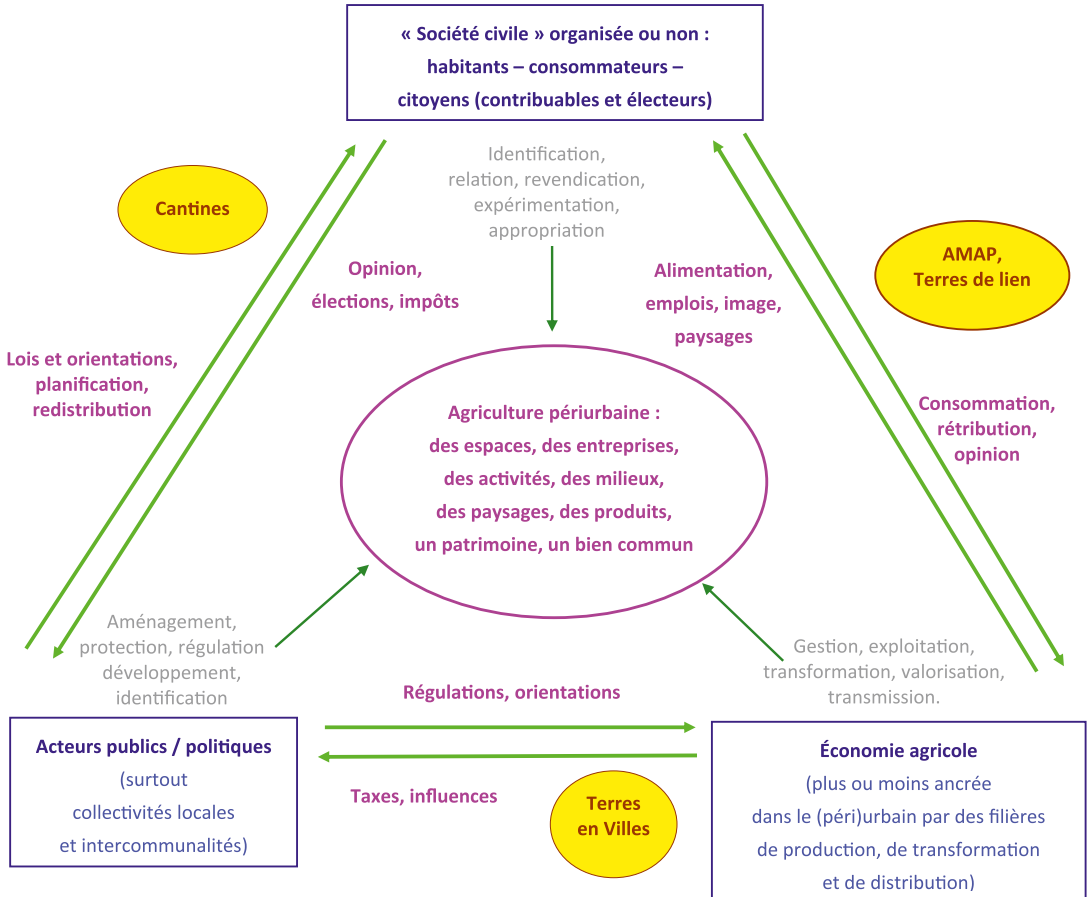 « Société civile » organisée ou non :
habitants – consommateurs –
citoyens (contribuables et électeurs)
Identification,
relation, revendication,
expérimentation,
appropriation
Cantines
AMAP,
Terres de lien
Opinion,
élections, impôts
Alimentation,
emplois, image,
paysages
Lois et orientations,
planification,
redistribution
Consommation,
rétribution,
opinion
Agriculture périurbaine :
des espaces, des entreprises,
des activités, des milieux,
des paysages, des produits,
un patrimoine, un bien commun
Aménagement,
protection, régulation
développement,
identification
Gestion, exploitation,
transformation, valorisation,
transmission.
Régulations, orientations
Acteurs publics / politiques
(surtout
collectivités locales
et intercommunalités)
Taxes, influences
Terres
en Villes
Économie agricole
(plus ou moins ancrée
dans le (péri)urbain par des filières
de production, de transformation
et de distribution)